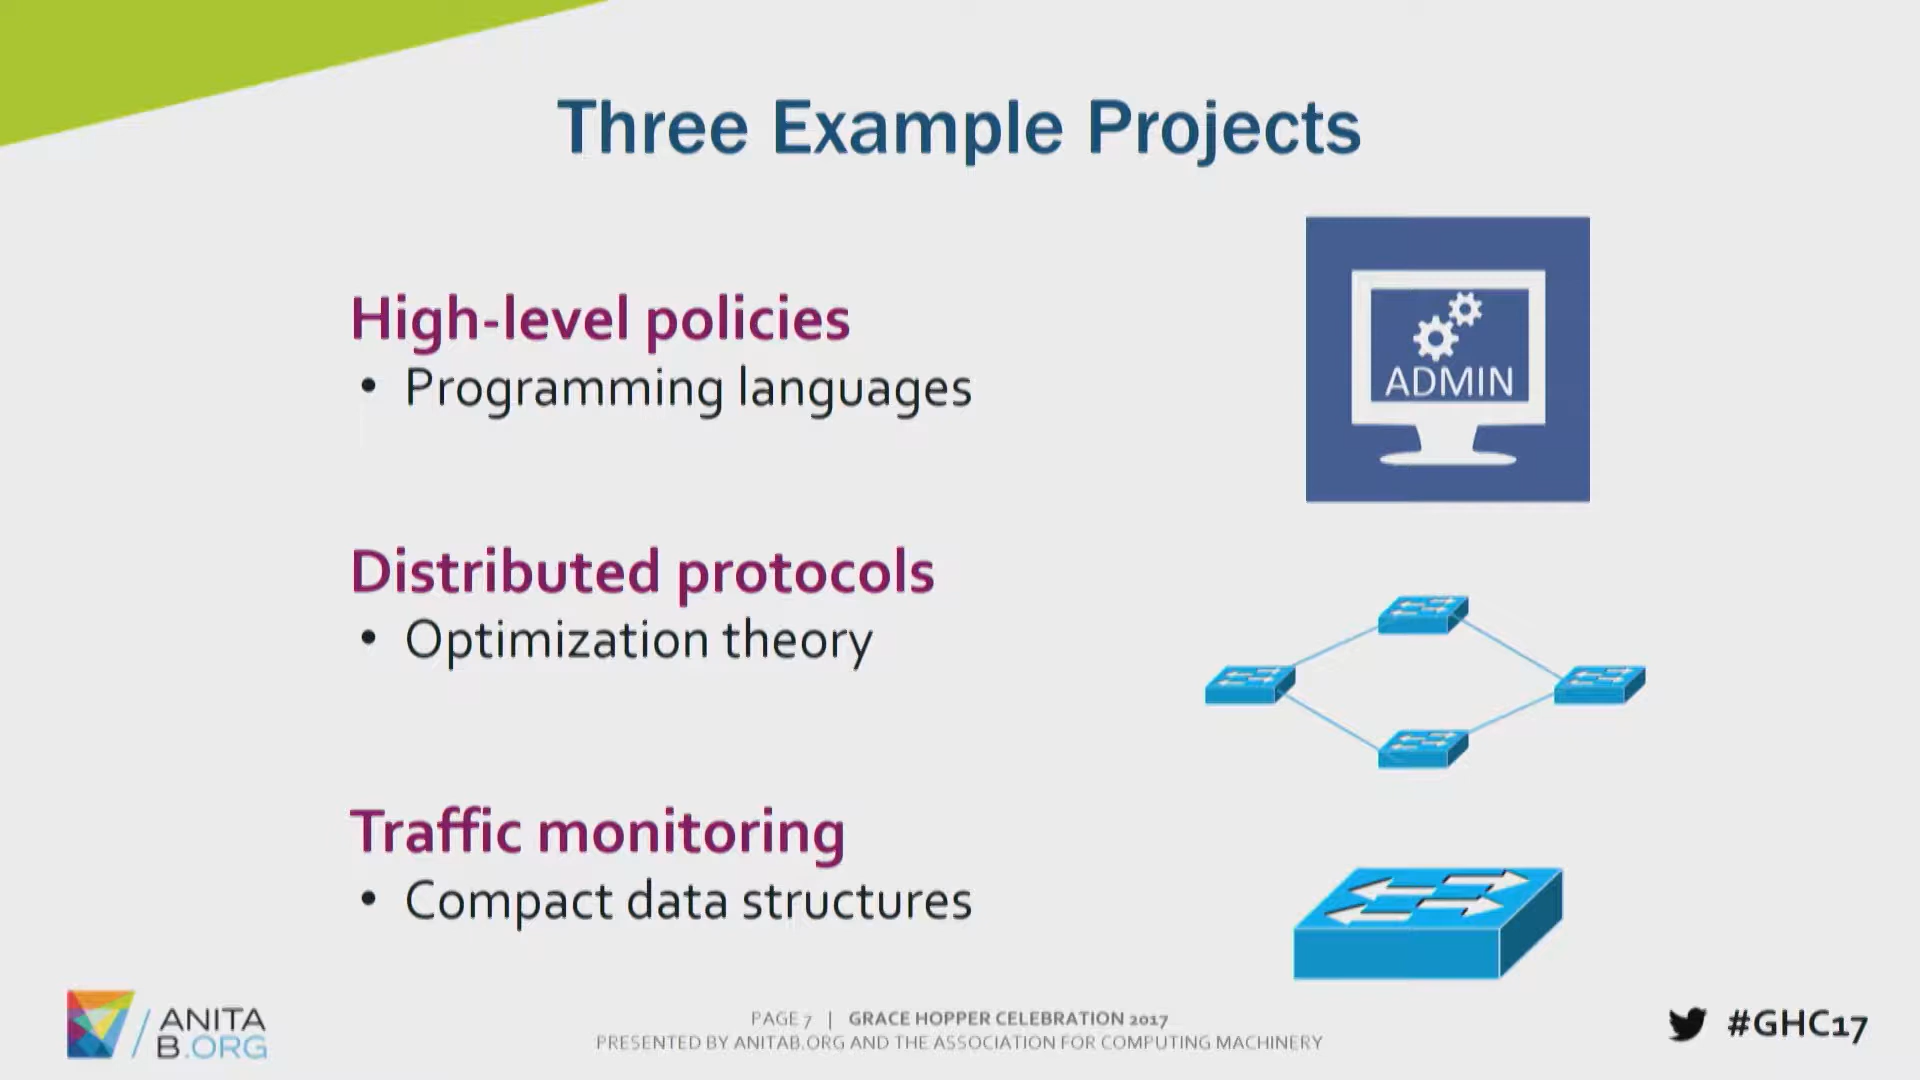 Three Example Projects
High-level policies
• Programming languages
ADMIN
Distributed protocols
• Optimization theory
Traffic monitoring
• Compact data structures
ANITA
B.ORG
PAGE 7 | GRACE HOPPER CELEBRATION 2017
PRESENTED BY ANITAB.ORG AND THE ASSOCIATION FOR COMPUTING MACHINERY
#GHC17